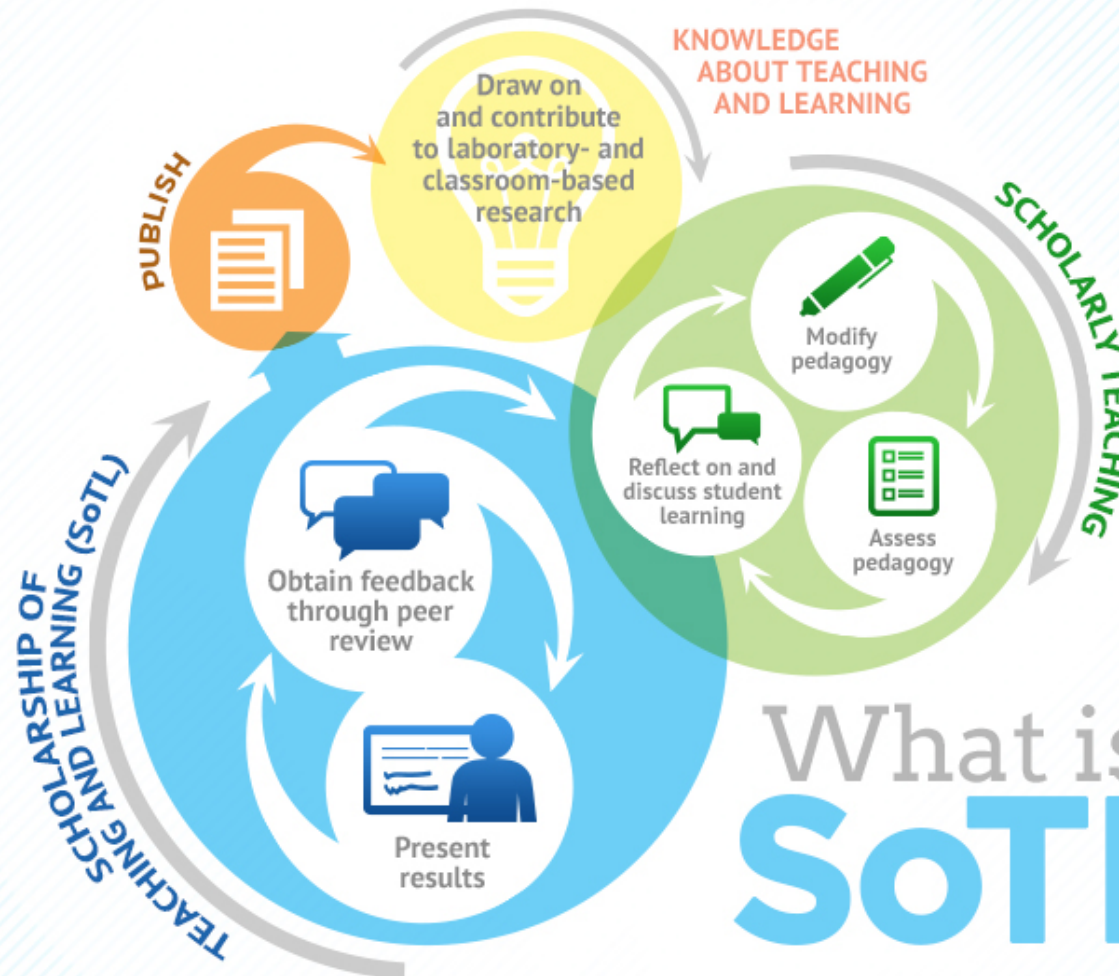 KNOWLEDGE
ABOUT TEACHING
AND LEARNING
Draw on
and contribute
to laboratory- and
classroom-based
research
PUBLISH
SCHOLARLY TEACHING
Modify
pedagogy
Reflect on and
discuss student
learning
Assess
pedagogy
SCHOLARSHIP OF
TEACHING AND LEARNING (SoTL)
Obtain feedback
through peer
review
Present
results
What is
SoTL